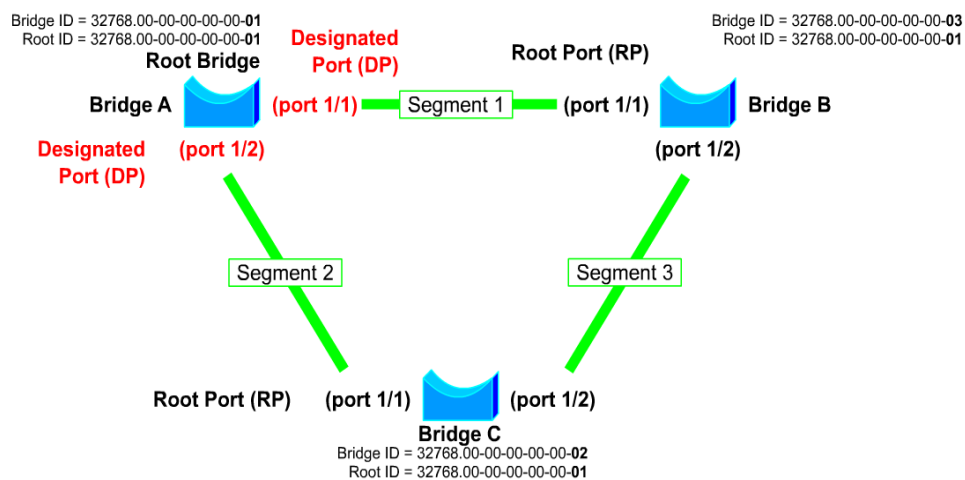 Bridge ID = 32768.00-00-00-00-00-01
Root ID = 32768.00-00-00-00-00-01
Root Bridge
Bridge A
Designated
Port (DP)
(port 1/1)
Segment 1
Root Port (RP)
(port 1/1)
Bridge ID = 32768.00-00-00-00-00-03
Root ID = 32768.00-00-00-00-00-01
Bridge B
Designated
Port (DP)
(port 1/2)
(port 1/2)
Segment 2
Segment 3
Root Port (RP)
(port 1/1)
(port 1/2)
Bridge C
Bridge ID = 32768.00-00-00-00-00-02
Root ID = 32768.00-00-00-00-00-01